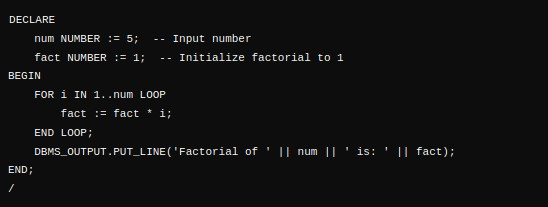 DECLARE
    num NUMBER := 5;  -- Input number
    fact NUMBER := 1;  -- Initialize factorial to 1
BEGIN
    FOR i IN 1..num LOOP
        fact := fact * i;
    END LOOP;
    DBMS_OUTPUT.PUT_LINE('Factorial of ' || num || ' is: ' || fact);
END;
/